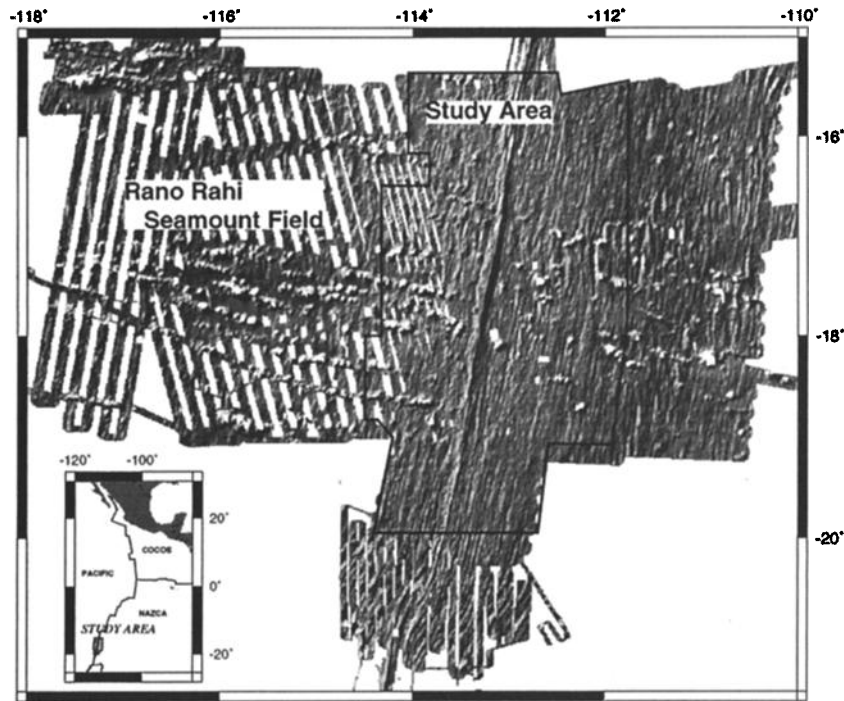 -118° -116° -114° -112° -110°
Study Area
-16°
Rano Rahi
Seamount Field
-18°
-120° -100°
20°
COCOS
PACIFIC
0°
NAZCA
STUDY AREA
-20°
-20°